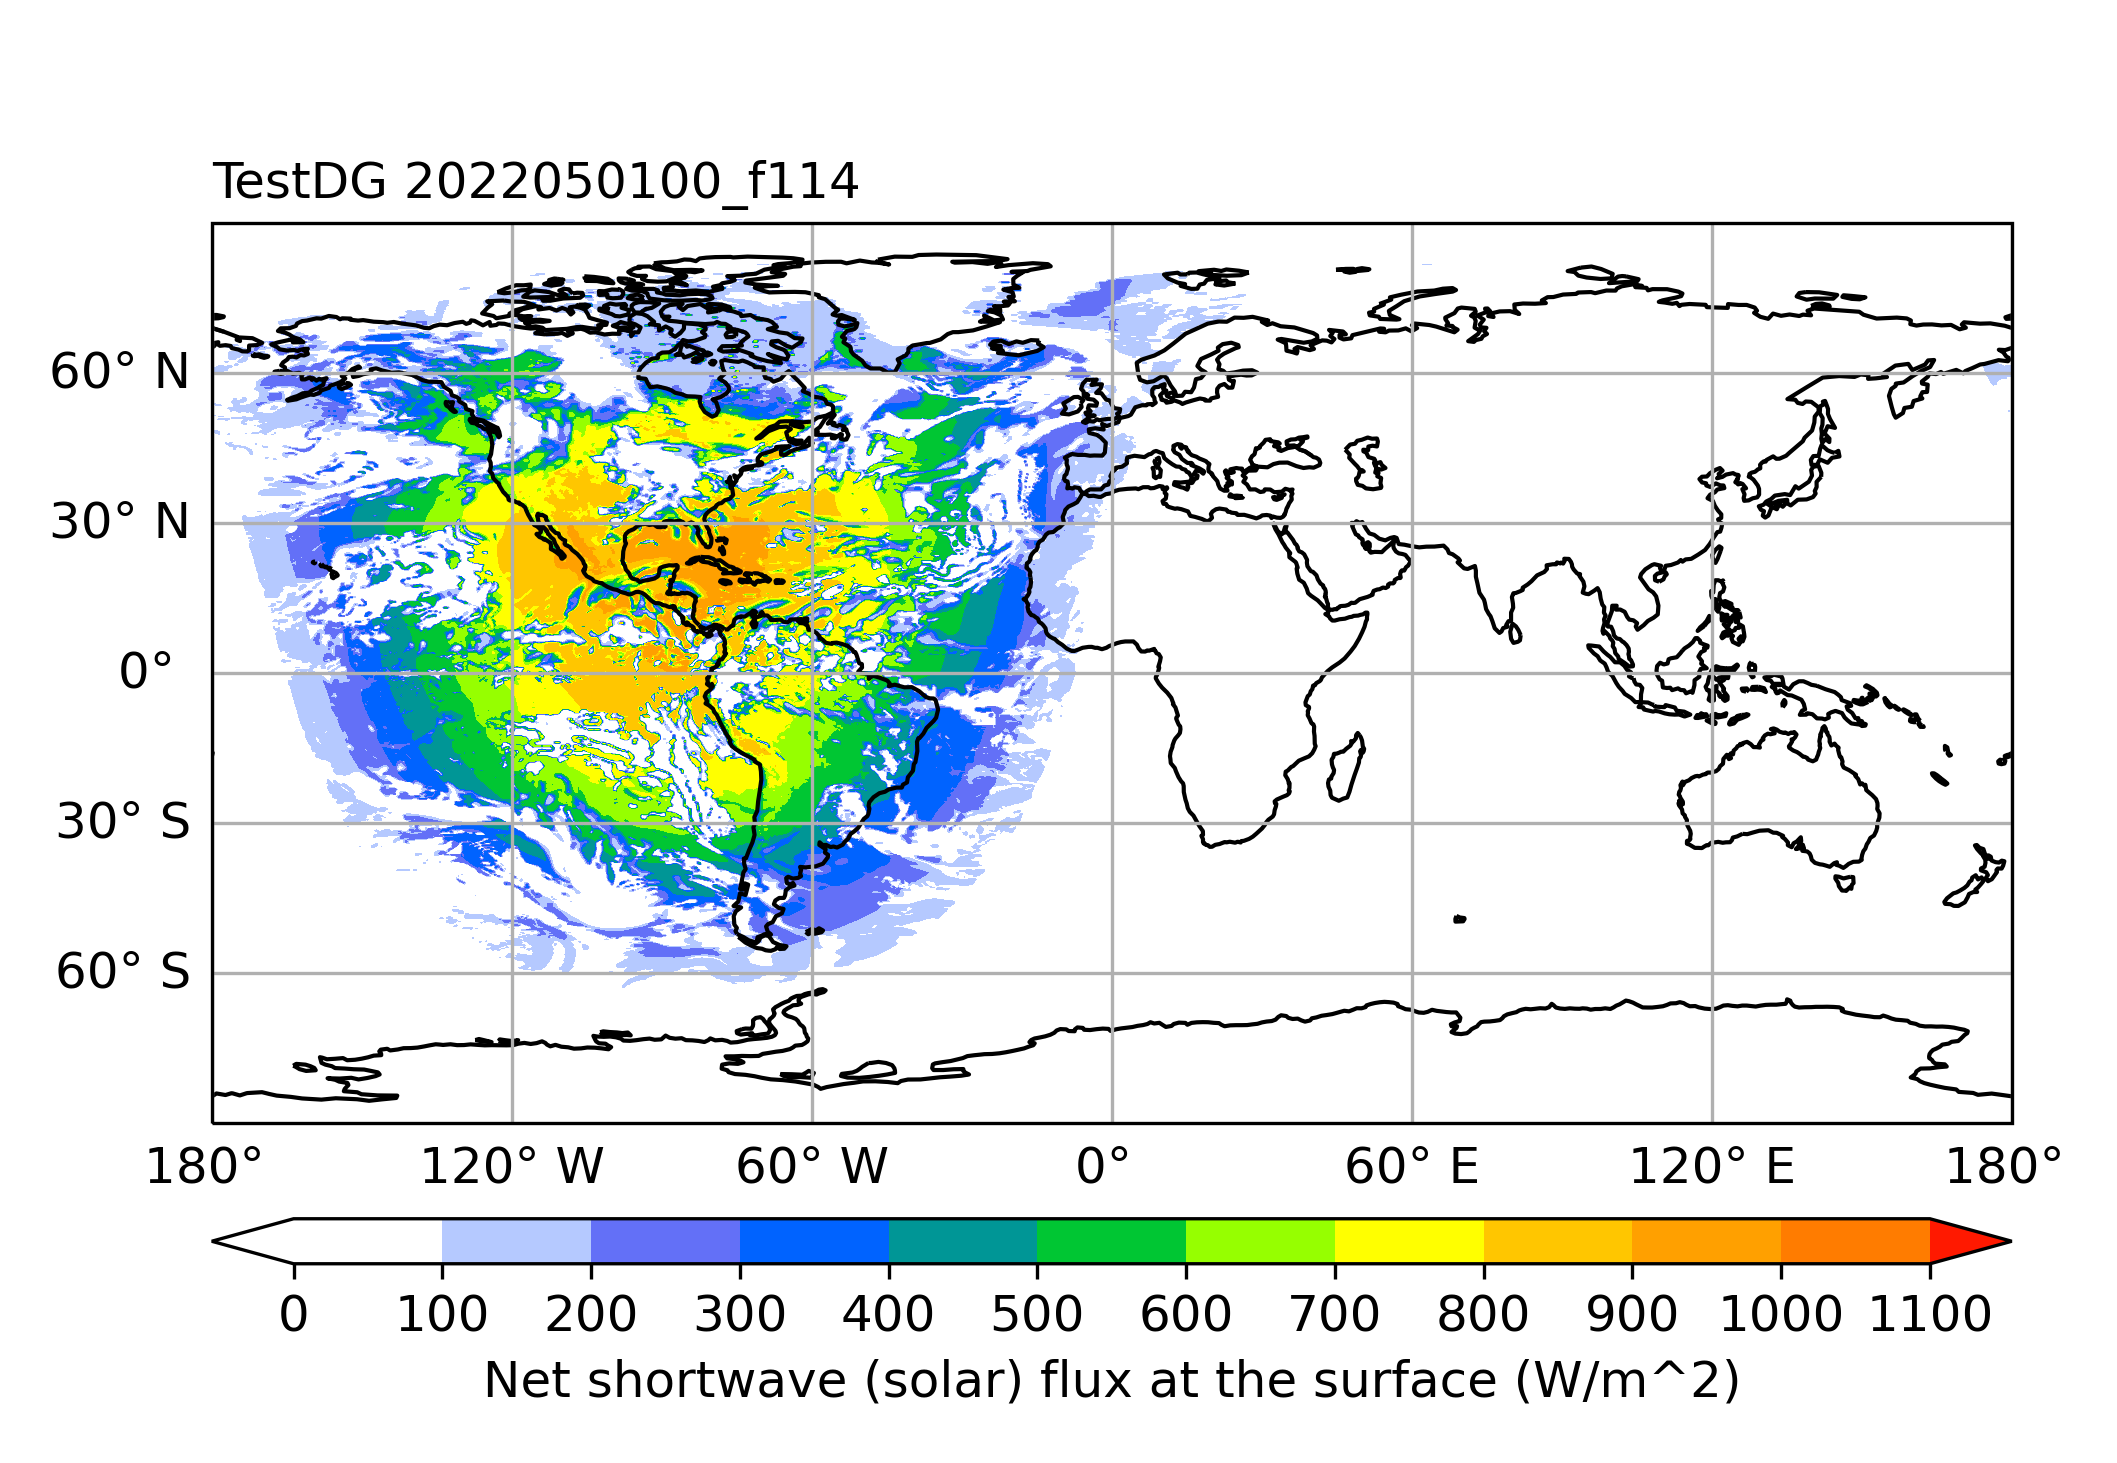 TestDG 2022050100_f114
60° N
30° N
0°
30° S
60° S
180° 120° W 60° W 0° 60° E 120° E 180°
0 100 200 300 400 500 600 700 800 900 1000 1100
Net shortwave (solar) flux at the surface (W/m^2)